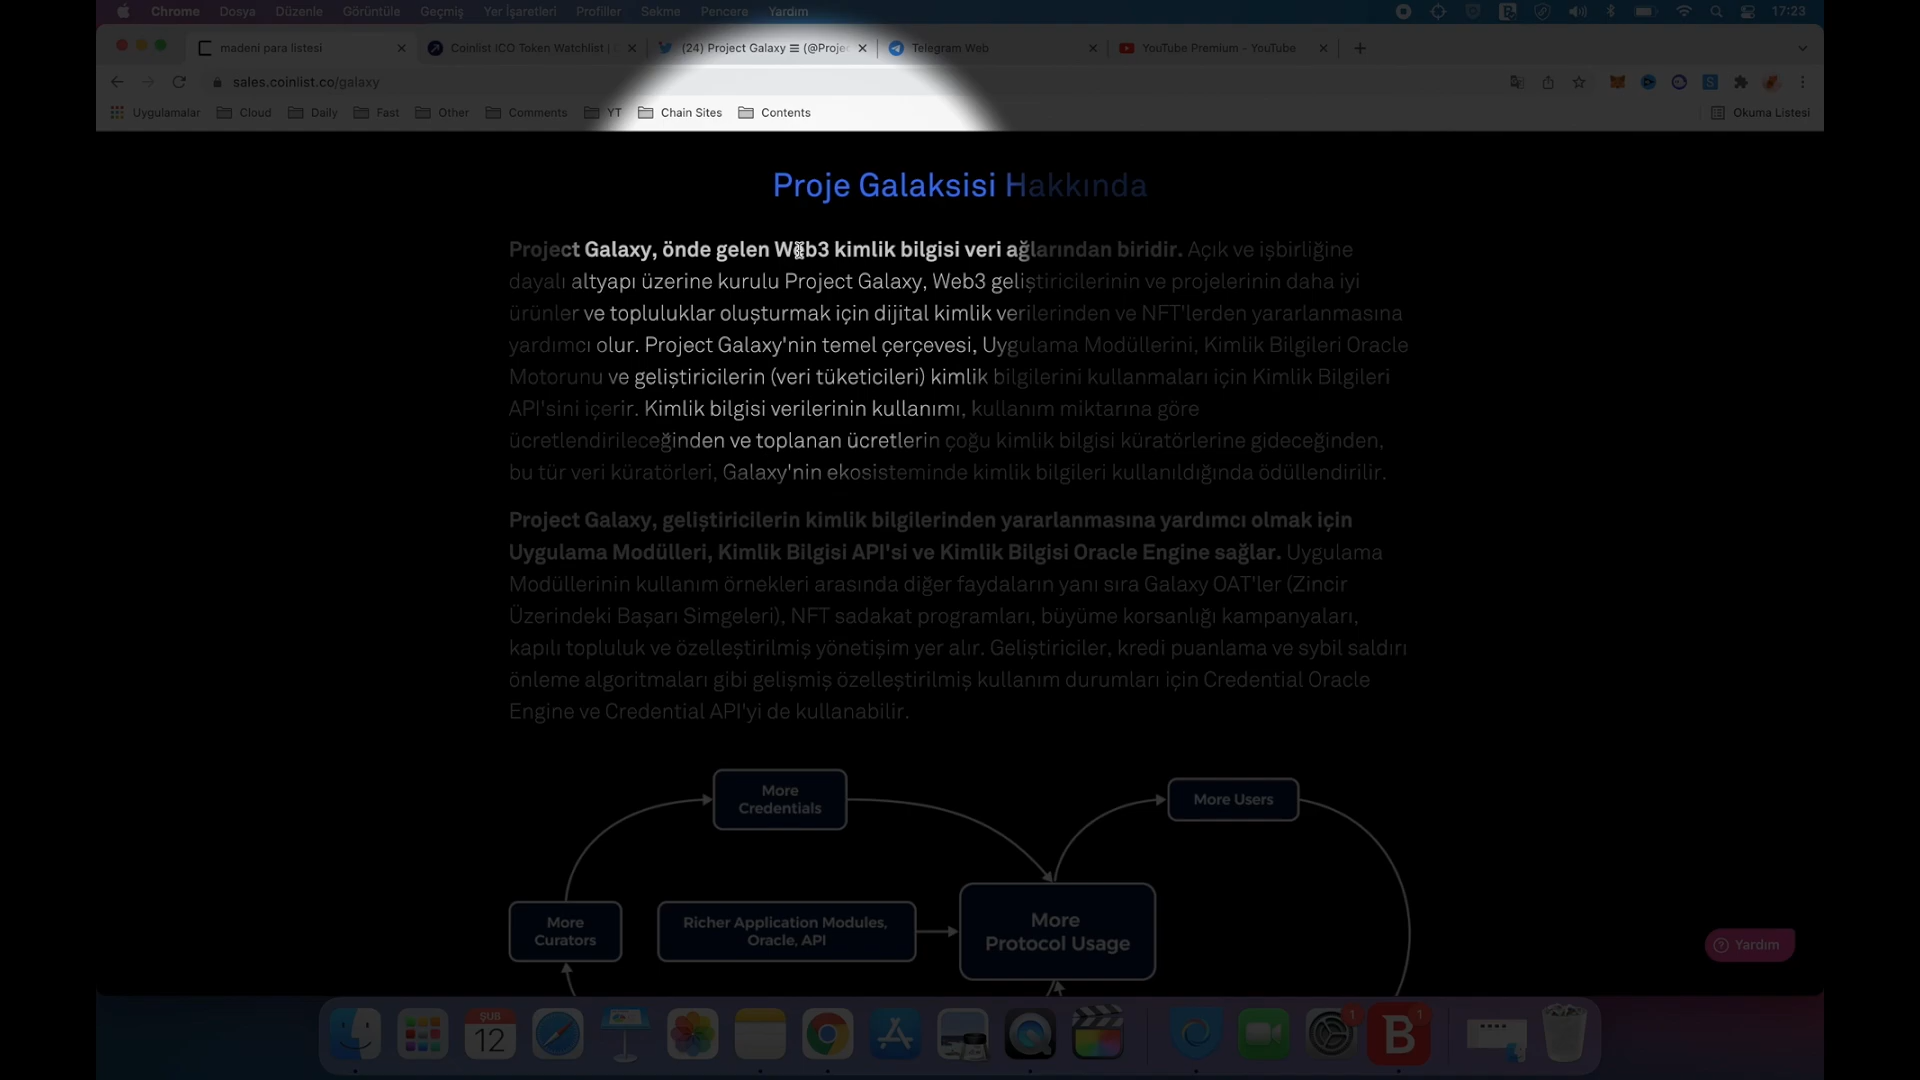 Chrome Dosya Düzenle Görüntüle Geçmiş Yer İşaretleri Profiller Sekme Pencere Yardım 17:23
madeni para listesi Coinlist ICO Token Watchlist | (24) Project Galaxy (@Proje Telegram Web YouTube Premium - YouTube
sales.coinlist.co/galaxy
Uygulamalar Cloud Daily Fast Other Comments YT Chain Sites Contents Okuma Listesi
Proje Galaksisi Hakkında
Project Galaxy, önde gelen Web3 kimlik bilgisi veri ağlarından biridir. Açık ve işbirliğine
dayalı altyapı üzerine kurulu Project Galaxy, Web3 geliştiricilerinin ve projelerinin daha iyi
ürünler ve topluluklar oluşturmak için dijital kimlik verilerinden ve NFT'lerden yararlanmasına
yardımcı olur. Project Galaxy'nin temel çerçevesi, Uygulama Modüllerini, Kimlik Bilgileri Oracle
Motorunu ve geliştiricilerin (veri tüketicileri) kimlik bilgilerini kullanmaları için Kimlik Bilgileri
API'sini içerir. Kimlik bilgisi verilerinin kullanımı, kullanım miktarına göre
ücretlendirileceğinden ve toplanan ücretlerin çoğu kimlik bilgisi küratörlerine gideceğinden,
bu tür veri küratörleri, Galaxy'nin ekosisteminde kimlik bilgileri kullanıldığında ödüllendirilir.
Project Galaxy, geliştiricilerin kimlik bilgilerinden yararlanmasına yardımcı olmak için
Uygulama Modülleri, Kimlik Bilgisi API'si ve Kimlik Bilgisi Oracle Engine sağlar. Uygulama
Modüllerinin kullanım örnekleri arasında diğer faydaların yanı sıra Galaxy OAT'ler (Zincir
Üzerindeki Başarı Simgeleri), NFT sadakat programları, büyüme korsanlığı kampanyaları,
kapılı topluluk ve özelleştirilmiş yönetişim yer alır. Geliştiriciler, kredi puanlama ve sybil saldırı
önleme algoritmaları gibi gelişmiş özelleştirilmiş kullanım durumları için Credential Oracle
Engine ve Credential API'yi de kullanabilir.
More
Credentials
More Users
More
Curators
Richer Application Modules,
Oracle, API
More
Protocol Usage
Yardım
ŞUB
12
1
B
1